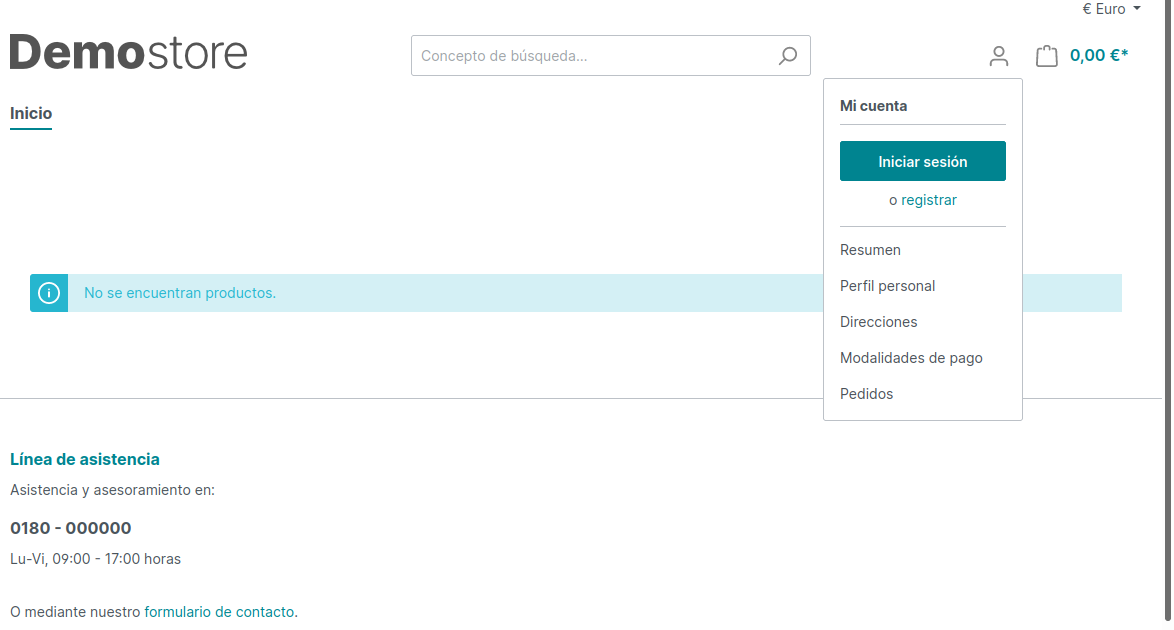 € Euro
Demostore
Concepto de búsqueda...
0,00 €*
Inicio
Mi cuenta
Iniciar sesión
o registrar
Resumen
Perfil personal
Direcciones
Modalidades de pago
Pedidos
No se encuentran productos.
Línea de asistencia
Asistencia y asesoramiento en:
0180 - 000000
Lu-Vi, 09:00 - 17:00 horas
O mediante nuestro formulario de contacto.